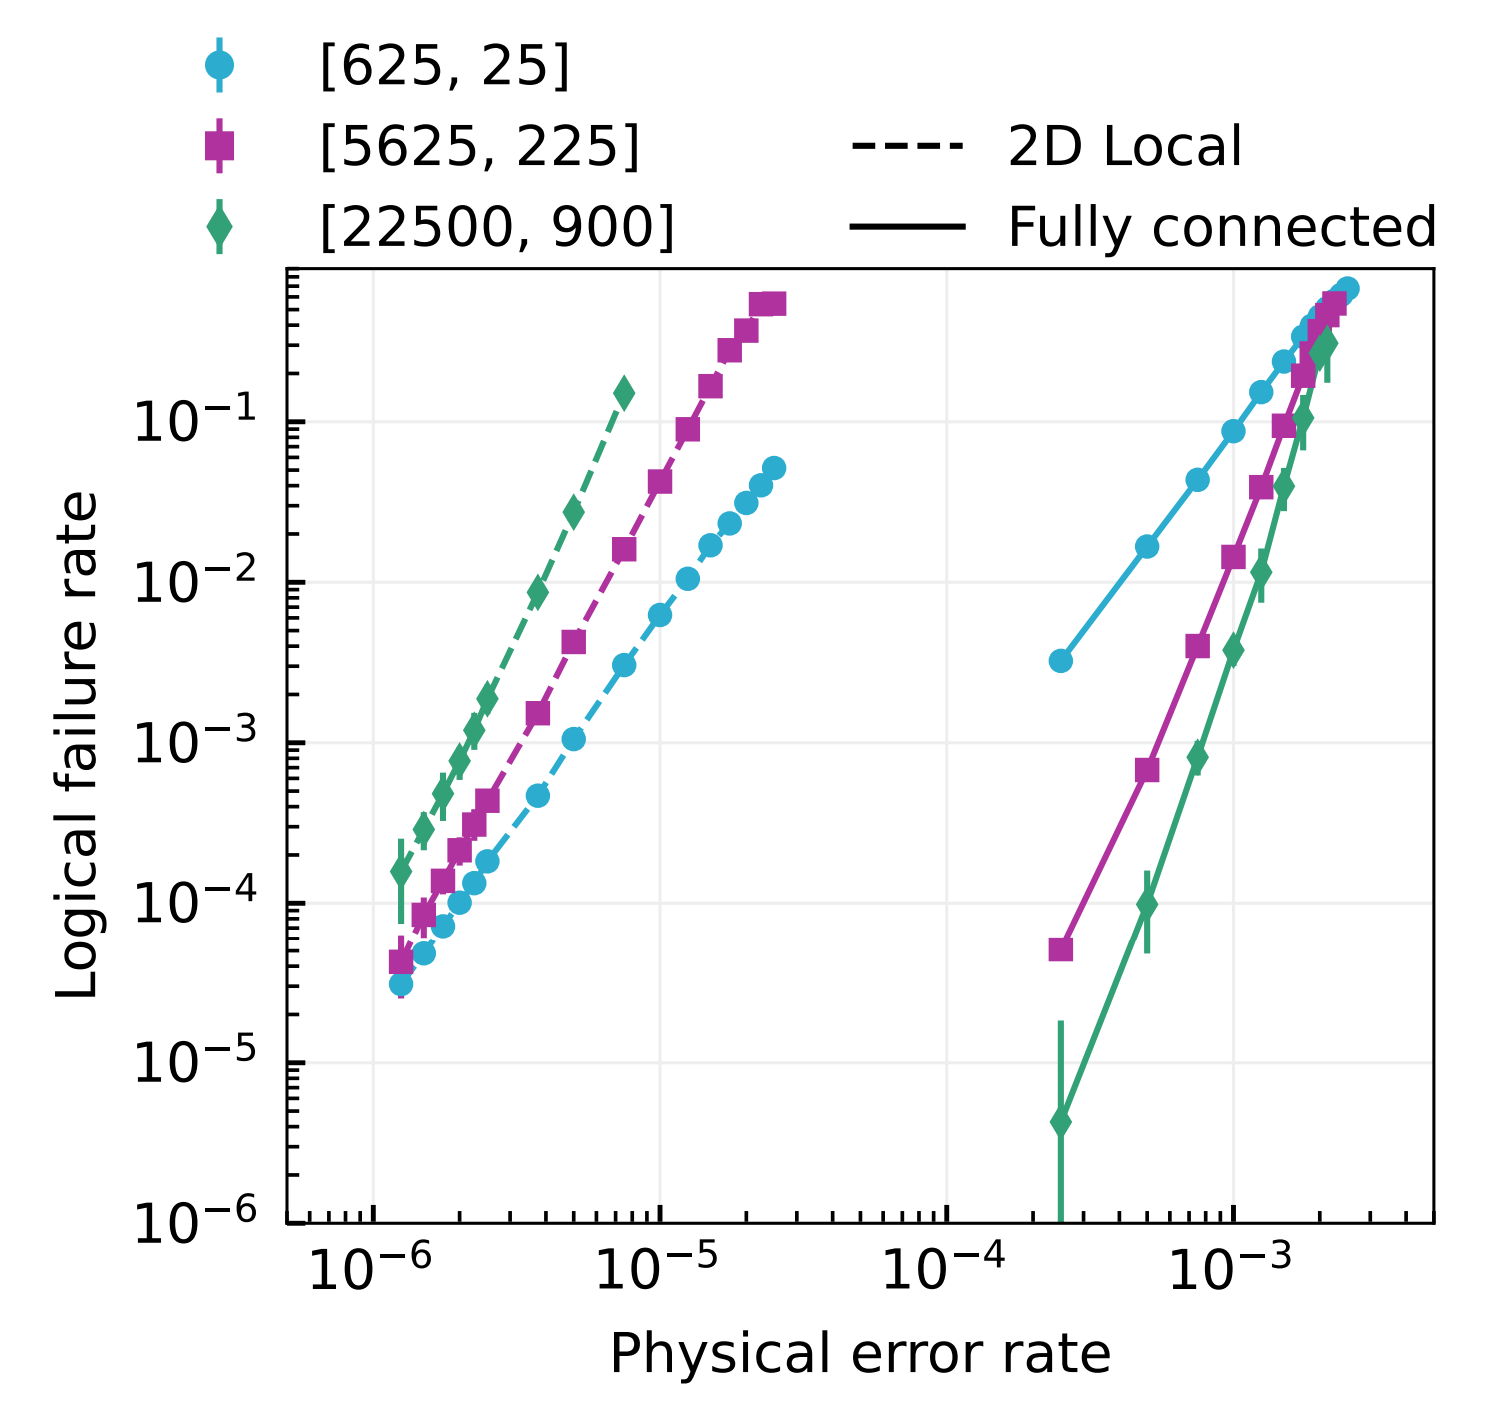 [625, 25]
[5625, 225]
[22500, 900]
2D Local
Fully connected
Logical failure rate
10⁻¹
10⁻²
10⁻³
10⁻⁴
10⁻⁵
10⁻⁶
10⁻⁶ 10⁻⁵ 10⁻⁴ 10⁻³
Physical error rate